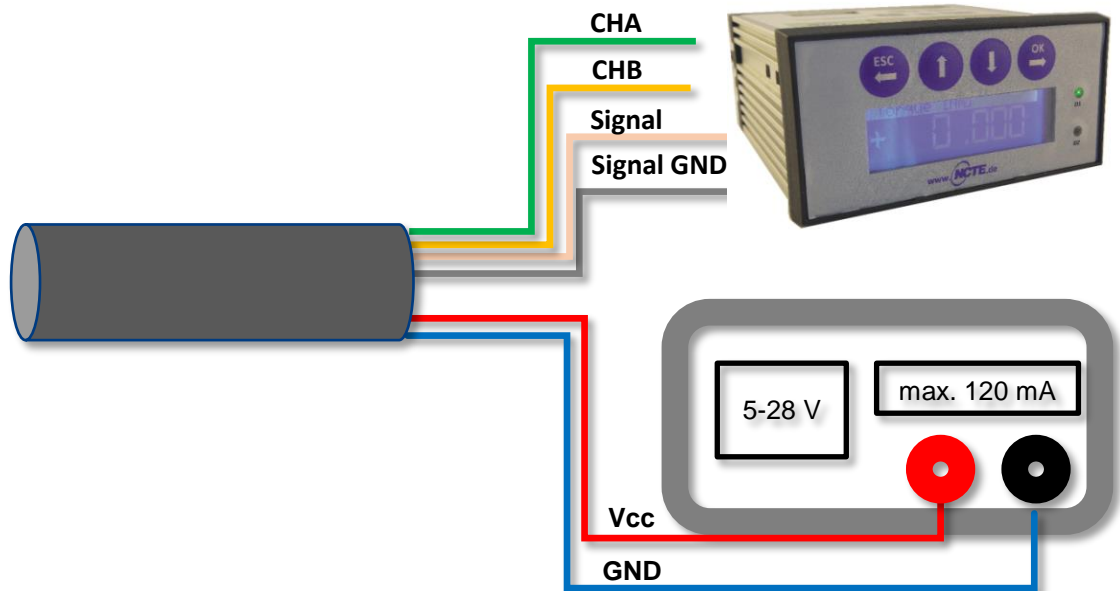 CHA
CHB
Signal
Signal GND
ESC
OK
0.000
www.NCTE.de
5-28 V
max. 120 mA
Vcc
GND